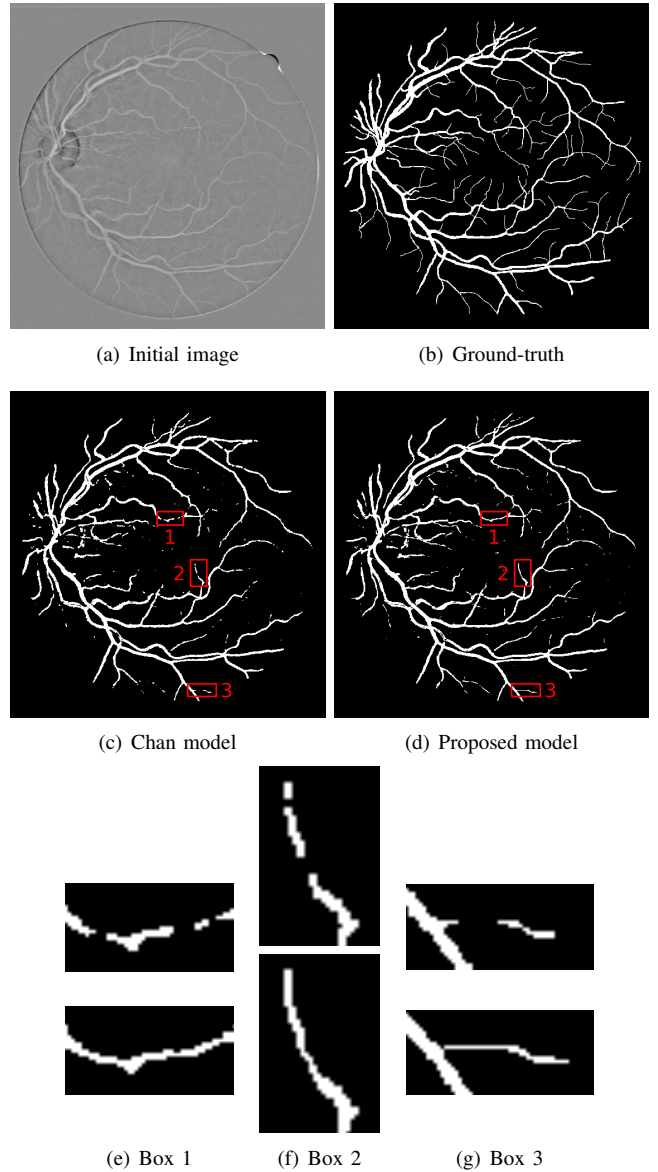 (a) Initial image
(b) Ground-truth
1
2
3
1
2
3
(c) Chan model
(d) Proposed model
(e) Box 1
(f) Box 2
(g) Box 3